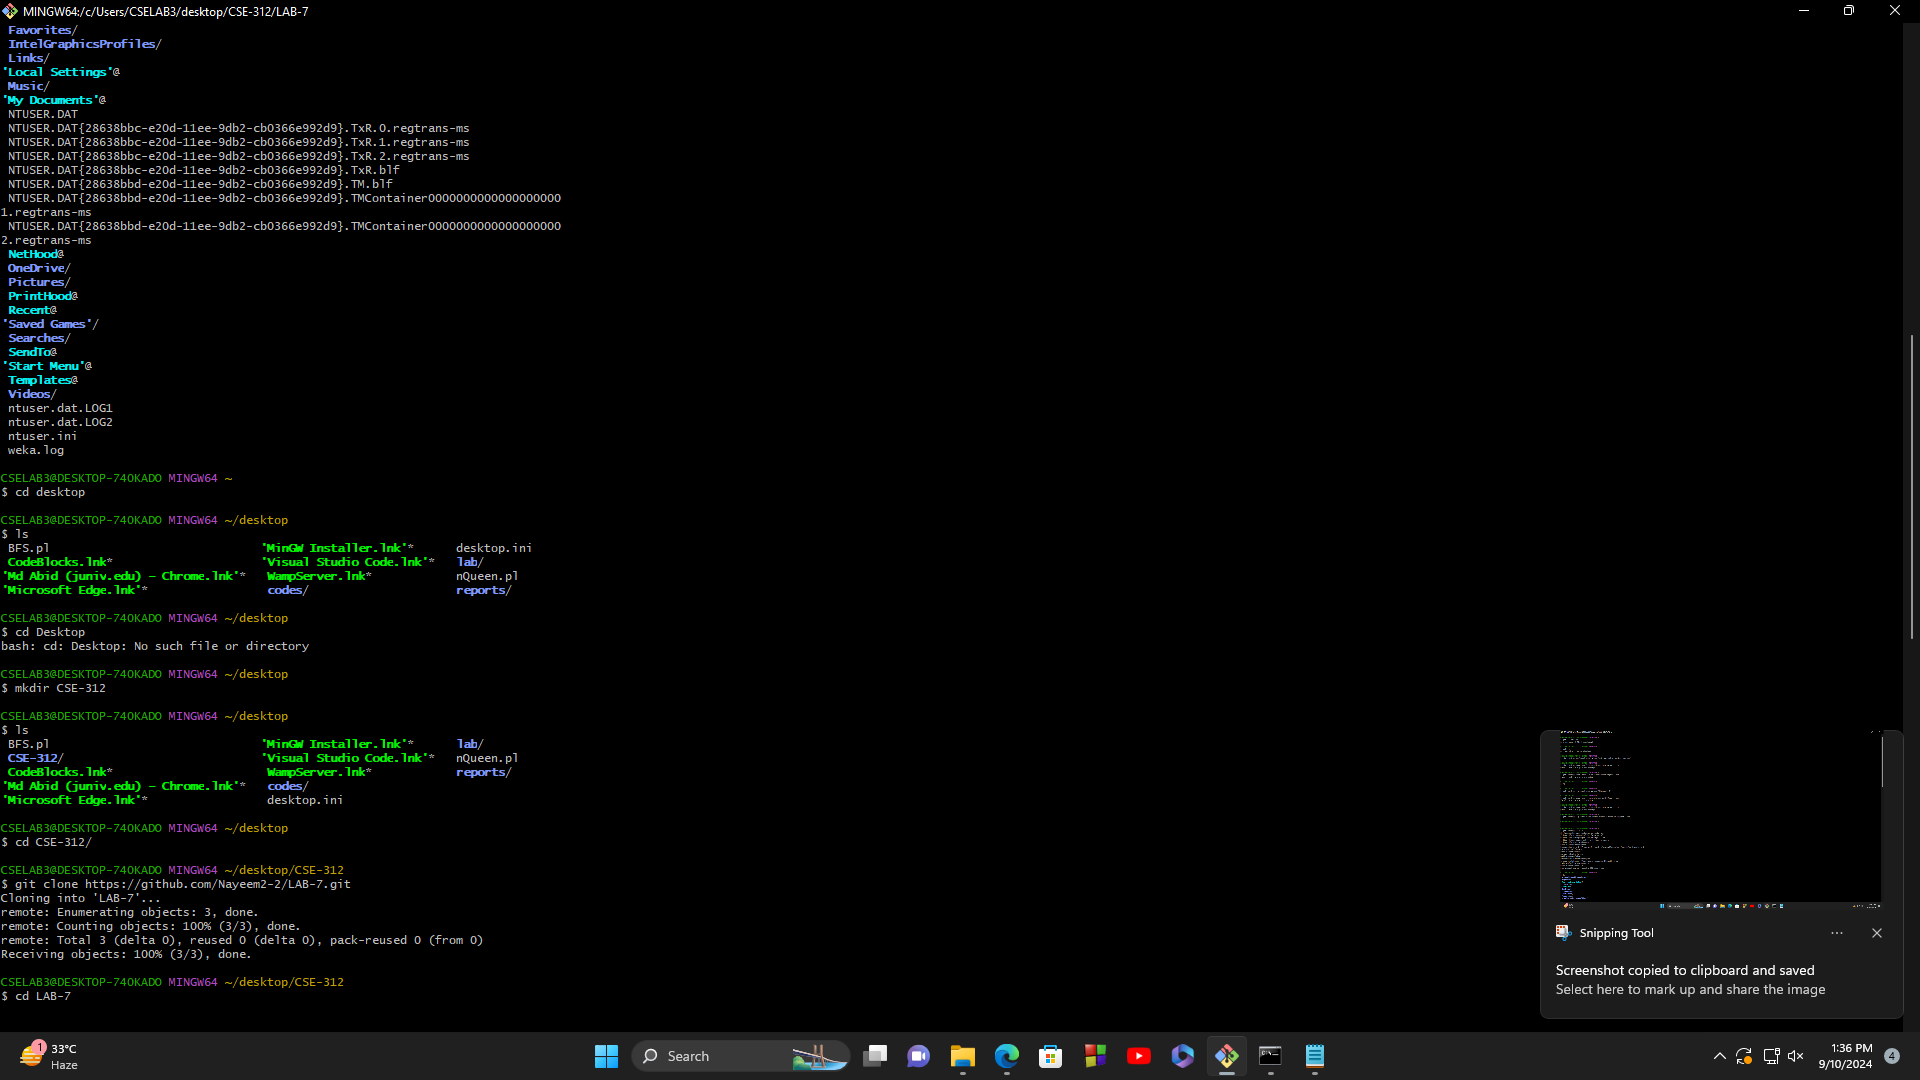 MINGW64:/c/Users/CSELAB3/desktop/CSE-312/LAB-7
Favorites/
IntelGraphicsProfiles/
Links/
'Local Settings'@
Music/
'My Documents'@
NTUSER.DAT
NTUSER.DAT{28638bbc-e20d-11ee-9db2-cb0366e992d9}.TxR.0.regtrans-ms
NTUSER.DAT{28638bbc-e20d-11ee-9db2-cb0366e992d9}.TxR.1.regtrans-ms
NTUSER.DAT{28638bbc-e20d-11ee-9db2-cb0366e992d9}.TxR.2.regtrans-ms
NTUSER.DAT{28638bbc-e20d-11ee-9db2-cb0366e992d9}.TxR.blf
NTUSER.DAT{28638bbd-e20d-11ee-9db2-cb0366e992d9}.TM.blf
NTUSER.DAT{28638bbd-e20d-11ee-9db2-cb0366e992d9}.TMContainer0000000000000000000
1.regtrans-ms
NTUSER.DAT{28638bbd-e20d-11ee-9db2-cb0366e992d9}.TMContainer0000000000000000000
2.regtrans-ms
NetHood@
OneDrive/
Pictures/
PrintHood@
Recent@
'Saved Games'/
Searches/
SendTo@
'Start Menu'@
Templates@
Videos/
ntuser.dat.LOG1
ntuser.dat.LOG2
ntuser.ini
weka.log
CSELAB3@DESKTOP-74OKADO MINGW64 ~
$ cd desktop
CSELAB3@DESKTOP-74OKADO MINGW64 ~/desktop
$ ls
BFS.pl 'MinGW Installer.lnk'* desktop.ini
CodeBlocks.lnk* 'Visual Studio Code.lnk'* lab/
'Md Abid (juniv.edu) - Chrome.lnk'* WampServer.lnk* nQueen.pl
'Microsoft Edge.lnk'* codes/ reports/
CSELAB3@DESKTOP-74OKADO MINGW64 ~/desktop
$ cd Desktop
bash: cd: Desktop: No such file or directory
CSELAB3@DESKTOP-74OKADO MINGW64 ~/desktop
$ mkdir CSE-312
CSELAB3@DESKTOP-74OKADO MINGW64 ~/desktop
$ ls
BFS.pl 'MinGW Installer.lnk'* lab/
CSE-312/ 'Visual Studio Code.lnk'* nQueen.pl
CodeBlocks.lnk* WampServer.lnk* reports/
'Md Abid (juniv.edu) - Chrome.lnk'* codes/
'Microsoft Edge.lnk'* desktop.ini
CSELAB3@DESKTOP-74OKADO MINGW64 ~/desktop
$ cd CSE-312/
CSELAB3@DESKTOP-74OKADO MINGW64 ~/desktop/CSE-312
$ git clone https://github.com/Nayeem2-2/LAB-7.git
Cloning into 'LAB-7'...
remote: Enumerating objects: 3, done.
remote: Counting objects: 100% (3/3), done.
remote: Total 3 (delta 0), reused 0 (delta 0), pack-reused 0 (from 0)
Receiving objects: 100% (3/3), done.
CSELAB3@DESKTOP-74OKADO MINGW64 ~/desktop/CSE-312
$ cd LAB-7
Snipping Tool
Screenshot copied to clipboard and saved
Select here to mark up and share the image
1
33°C
Haze
Search
1:36 PM
9/10/2024
4